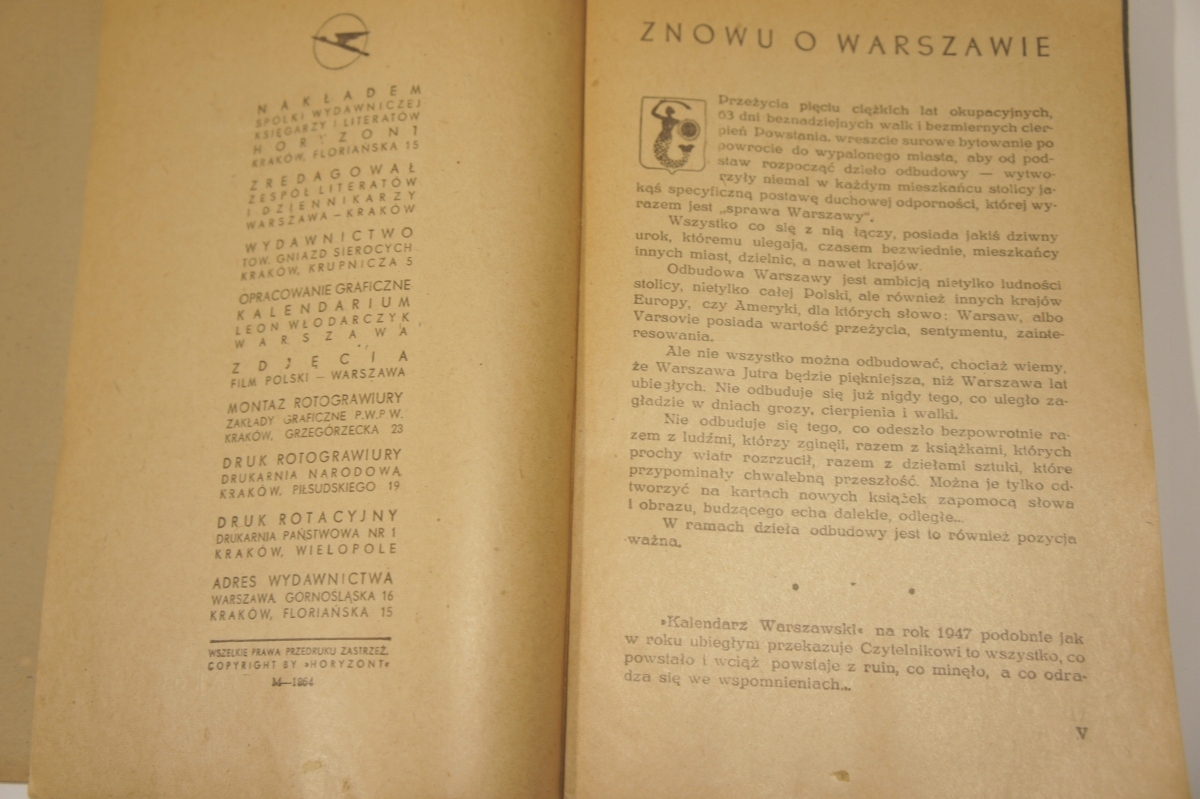 NAKŁADEM
SPÓŁKI WYDAWNICZEJ
KSIĘGARZY I LITERATÓW
HORYZONT
KRAKÓW, FLORIAŃSKA 15
ZREDAGOWAŁ
ZESPÓŁ LITERATÓW
I DZIENNIKARZY
WARSZAWA — KRAKÓW
WYDAWNICTWO
TOW. GNIAZD SIEROCYCH
KRAKÓW, KRUPNICZA 5
OPRACOWANIE GRAFICZNE
KALENDARIUM
LEON WŁODARCZYK,
WARSZAWA
ZDJĘCIA
FILM POLSKI — WARSZAWA
MONTAŻ ROTOGRAWIURY
ZAKŁADY GRAFICZNE P.W.P.W.
KRAKÓW, GRZEGÓRZECKA 23
DRUK ROTOGRAWIURY
DRUKARNIA NARODOWA
KRAKÓW, PIŁSUDSKIEGO 19
DRUK ROTACYJNY
DRUKARNIA PAŃSTWOWA NR 1
KRAKÓW, WIELOPOLE
ADRES WYDAWNICTWA
WARSZAWA GÓRNOŚLĄSKA 16
KRAKÓW, FLORIAŃSKA 15
WSZELKIE PRAWA PRZEDRUKU ZASTRZEŻ.
COPYRIGHT BY »HORYZONT«
M—1864
ZNOWU O WARSZAWIE
Przeżycia pięciu ciężkich lat okupacyjnych,
63 dni beznadziejnych walk i bezmiernych cier-
pień Powstania, wreszcie surowe bytowanie po
powrocie do wypalonego miasta, aby od pod-
staw rozpocząć dzieło odbudowy — wytwo-
rzyły niemal w każdym mieszkańcu stolicy ja-
kąś specyficzną postawę duchowej odporności, której wy-
razem jest „sprawa Warszawy".
Wszystko co się z nią łączy, posiada jakiś dziwny
urok, któremu ulegają, czasem bezwiednie, mieszkańcy
innych miast, dzielnic, a nawet krajów.
Odbudowa Warszawy jest ambicją nietylko ludności
stolicy, nietylko całej Polski, ale również innych krajów
Europy, czy Ameryki, dla których słowo: Warsaw, albo
Varsovie posiada wartość przeżycia, sentymentu, zainte-
resowania.
Ale nie wszystko można odbudować, chociaż wiemy,
że Warszawa Jutra będzie piękniejsza, niż Warszawa lat
ubiegłych. Nie odbuduje się już nigdy tego, co uległo za-
gładzie w dniach grozy, cierpienia i walki.
Nie odbuduje się tego, co odeszło bezpowrotnie ra-
zem z ludźmi, którzy zginęli, razem z książkami, których
prochy wiatr rozrzucił, razem z dziełami sztuki, które
przypominały chwalebną przeszłość. Można je tylko od-
tworzyć na kartach nowych książek zapomocą słowa
i obrazu, budzącego echa dalekie, odległe...
W ramach dzieła odbudowy jest to również pozycja
ważna.
»Kalendarz Warszawski« na rok 1947 podobnie jak
w roku ubiegłym przekazuje Czytelnikowi to wszystko, co
powstało i wciąż powstaje z ruin, co minęło, a co odra-
dza się we wspomnieniach...
V